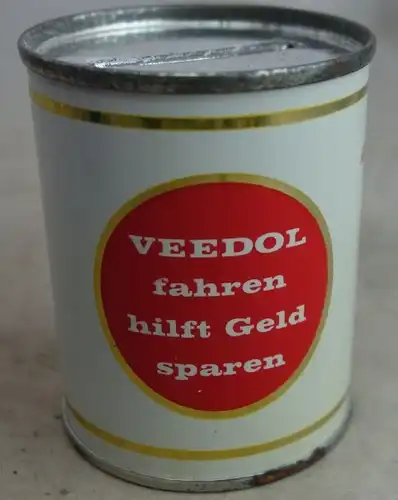 VEEDOL
fahren
hilft Geld
sparen